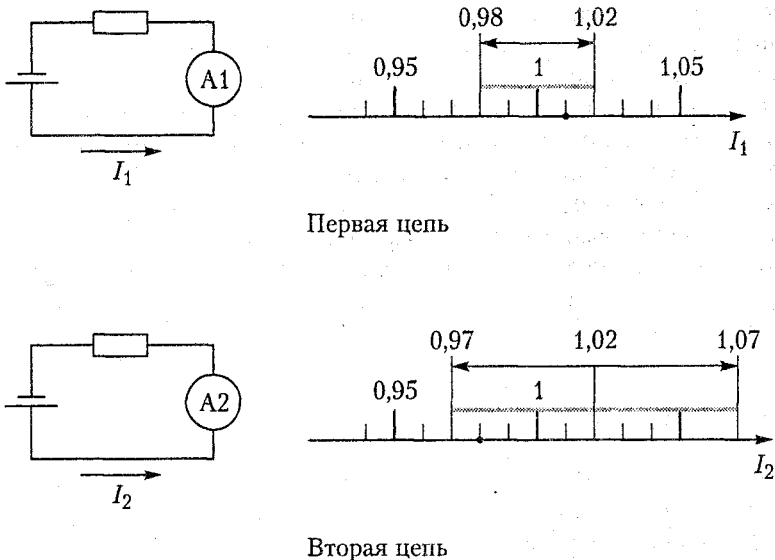 0,98 1,02
0,95 1 1,05
A1
I₁
I₁
Первая цепь
0,97 1,02 1,07
0,95 1
A2
I₂
I₂
Вторая цепь